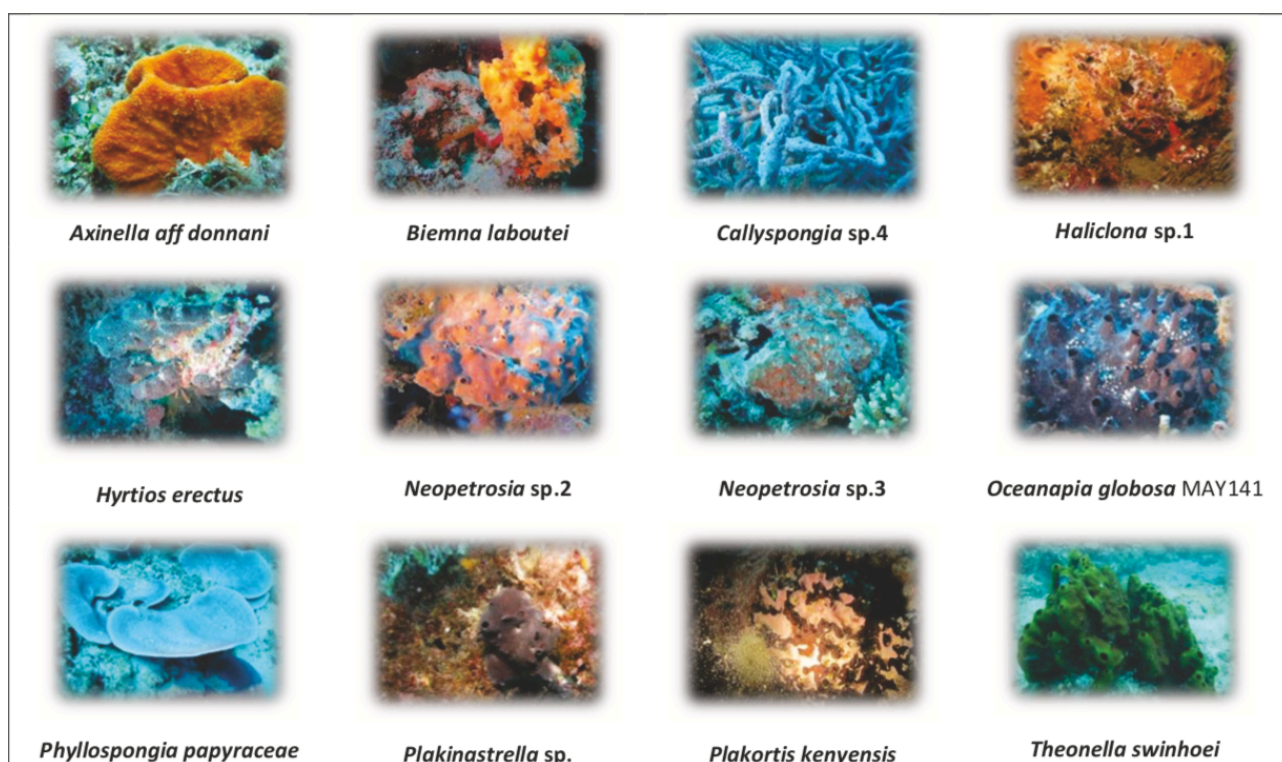 Axinella aff donnani
Biemna laboutei
Callyspongia sp.4
Haliclona sp.1
Hyrtios erectus
Neopetrosia sp.2
Neopetrosia sp.3
Oceanapia globosa MAY141
Phyllospongia papyraceae
Plakinastrella sp.
Plakortis kenyensis
Theonella swinhoei